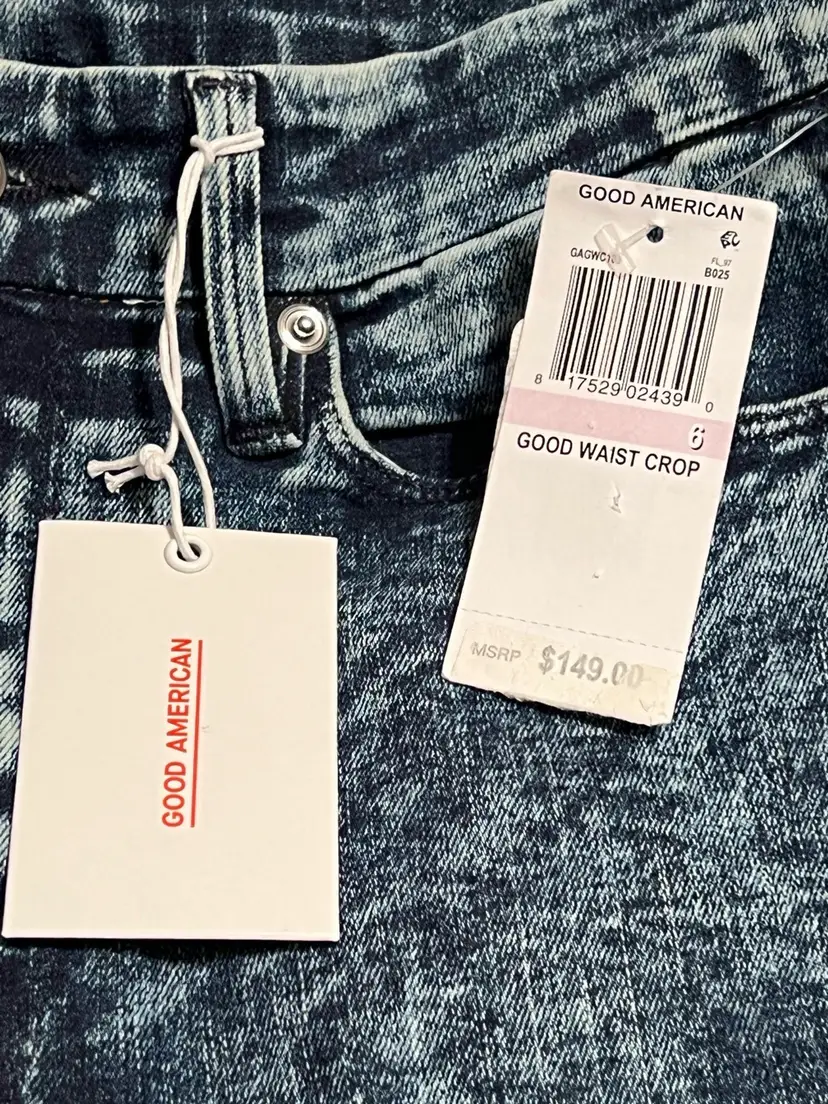 GOOD AMERICAN
GOOD AMERICAN
FL_97
B025
8 17529 02439 0
6
GOOD WAIST CROP
MSRP $149.00